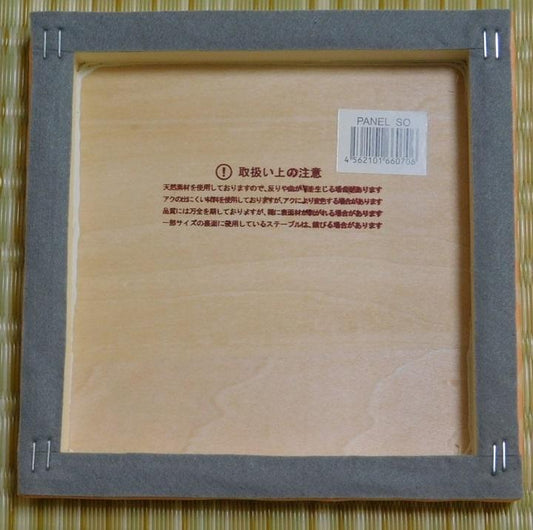 PANEL SO
4562101660706
! 取扱い上の注意
天然素材を使用しておりますので、反りや曲がりを生じる場合があります
アクの出にくい材料を使用しておりますが、アクにより変色する場合があります
品質には万全を期しておりますが、稀に表面材が割れる場合があります
一部サイズの裏面に使用しているステープルは、錆びる場合があります